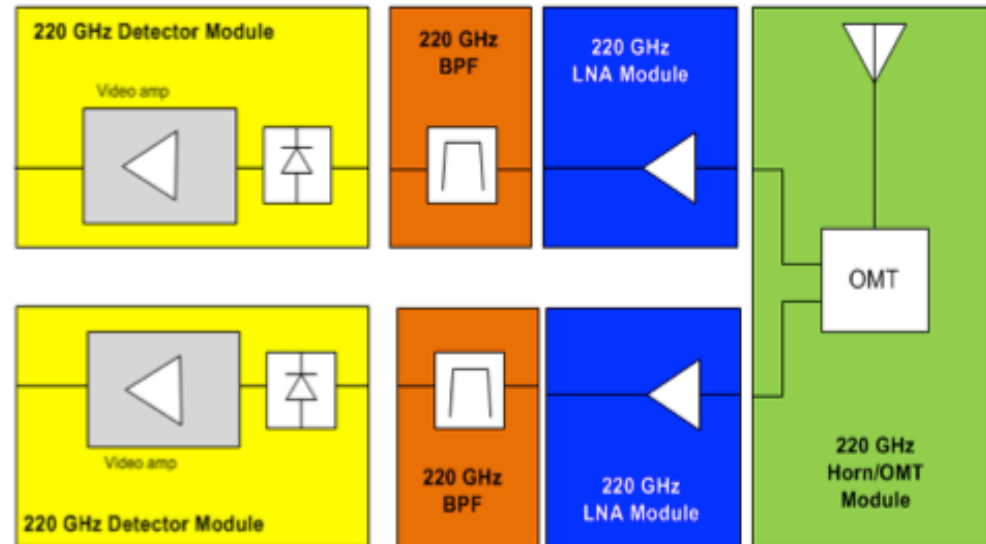 220 GHz Detector Module
Video amp
220 GHz
BPF
220 GHz
LNA Module
OMT
220 GHz
Horn/OMT
Module
Video amp
220 GHz Detector Module
220 GHz
BPF
220 GHz
LNA Module